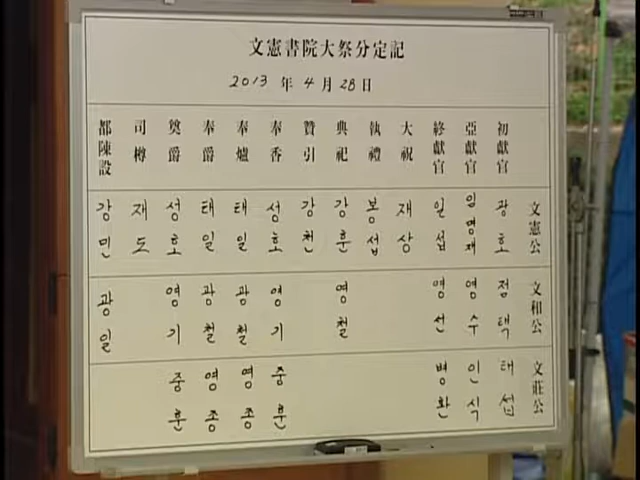 文憲書院大祭分定記
2013 年 4 月 28 日
初獻官 亞獻官 終獻官 大祝 執禮 典祀 贊引 奉香 奉爐 奉爵 奠爵 司樽 都陳設
文憲公 광호 임명재 일섭 재상 봉섭 강훈 강천 성호 태일 태일 성호 재도 강민
文和公 점택 영수 영선 영철 영기 광철 광철 영기 광일
文莊公 태섭 인식 병환 중훈 영종 영종 중훈